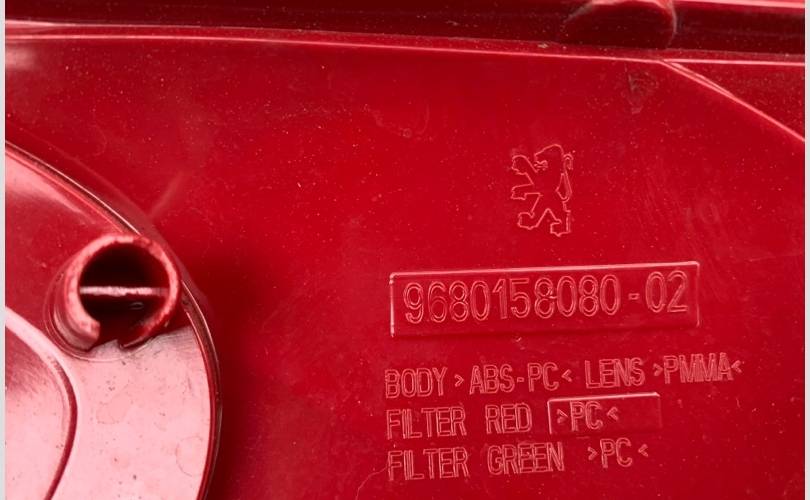 9680158080-02
BODY >ABS-PC< LENS >PMMA<
FILTER RED >PC<
FILTER GREEN >PC<